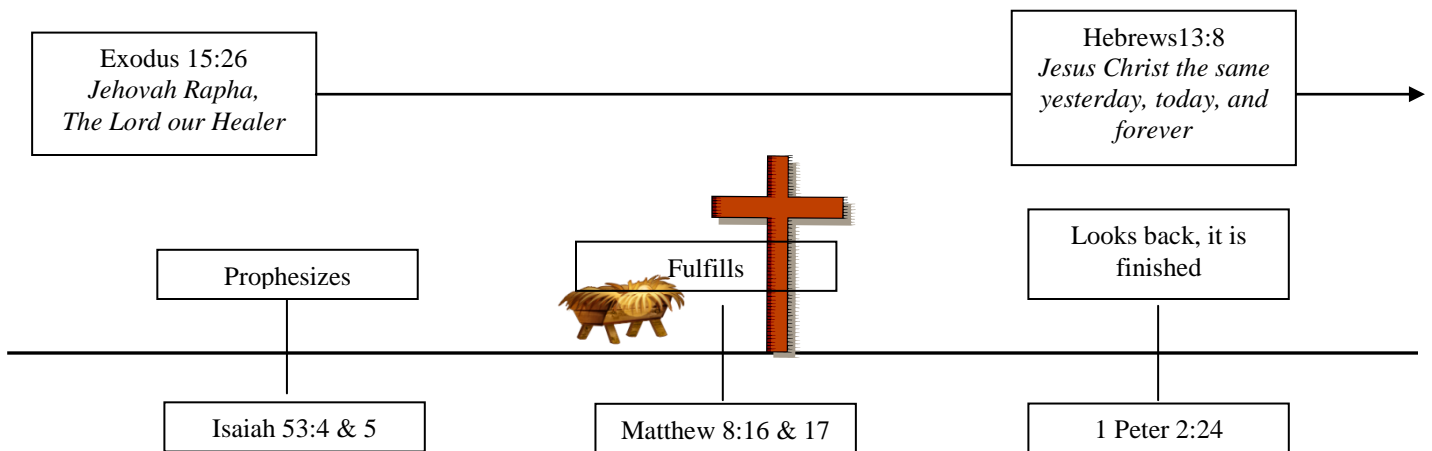 Exodus 15:26
Jehovah Rapha,
The Lord our Healer
Hebrews13:8
Jesus Christ the same
yesterday, today, and
forever
Prophesizes
Fulfills
Looks back, it is
finished
Isaiah 53:4 & 5
Matthew 8:16 & 17
1 Peter 2:24